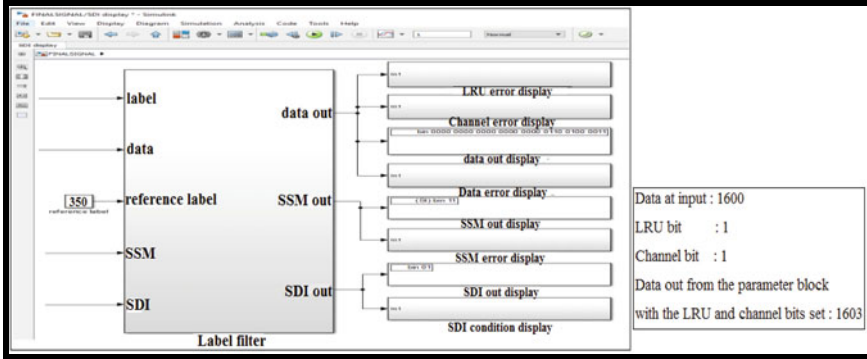 FINALSIGNAL/SDI display * - Simulink
File Edit View Display Diagram Simulation Analysis Code Tools Help
Normal
SDI display
FINALSIGNAL
label
data
350
reference label
reference label
SSM
SDI
data out
SSM out
SDI out
Label filter
LRU error display
Channel error display
bin 0000 0000 0000 0000 0000 0110 0100 0011
data out display
Data error display
(SI) bin 11
SSM out display
SSM error display
bin 01
SDI out display
SDI condition display
Data at input : 1600
LRU bit : 1
Channel bit : 1
Data out from the parameter block
with the LRU and channel bits set : 1603